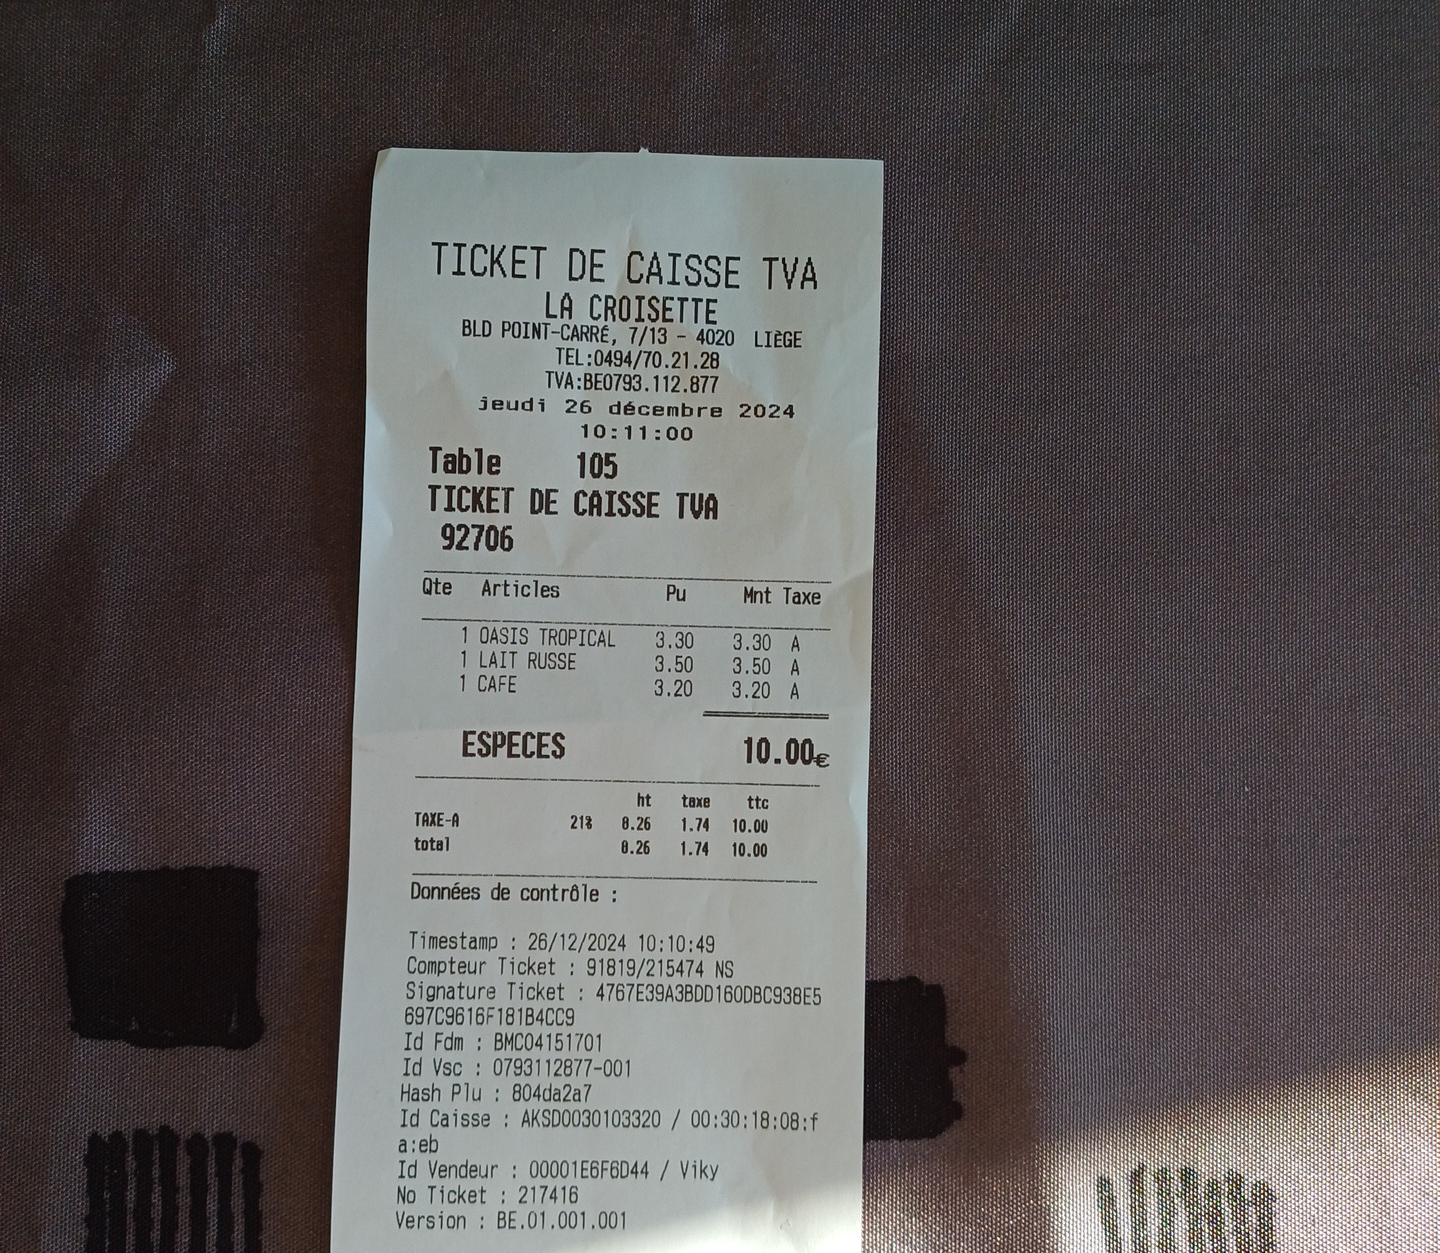 TICKET DE CAISSE TVA
LA CROISETTE
BLD POINT-CARRÉ, 7/13 - 4020 LIÈGE
TEL:0494/70.21.28
TVA:BE0793.112.877
jeudi 26 décembre 2024
10:11:00
Table 105
TICKET DE CAISSE TVA
92706
Qte Articles Pu Mnt Taxe
1 OASIS TROPICAL 3.30 3.30 A
1 LAIT RUSSE 3.50 3.50 A
1 CAFE 3.20 3.20 A
ESPECES 10.00€
ht taxe ttc
TAXE-A 21% 8.26 1.74 10.00
total 8.26 1.74 10.00
Données de contrôle :
Timestamp : 26/12/2024 10:10:49
Compteur Ticket : 91819/215474 NS
Signature Ticket : 4767E39A3BDD160DBC938E5
697C9616F181B4CC9
Id Fdm : BMC04151701
Id Vsc : 0793112877-001
Hash Plu : 804da2a7
Id Caisse : AKSD0030103320 / 00:30:18:08:f
a:eb
Id Vendeur : 00001E6F6D44 / Viky
No Ticket : 217416
Version : BE.01.001.001